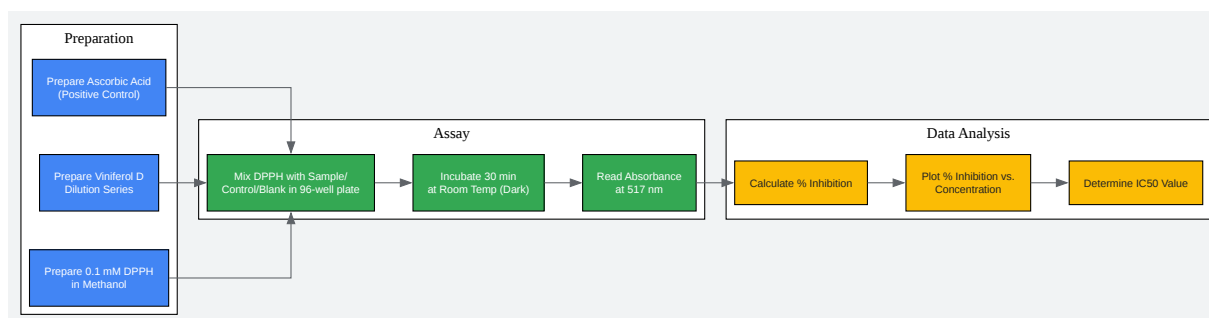 Preparation
Prepare Ascorbic Acid
(Positive Control)
Prepare Viniferol D
Dilution Series
Prepare 0.1 mM DPPH
in Methanol
Assay
Mix DPPH with Sample/
Control/Blank in 96-well plate
Incubate 30 min
at Room Temp (Dark)
Read Absorbance
at 517 nm
Data Analysis
Calculate % Inhibition
Plot % Inhibition vs.
Concentration
Determine IC50 Value